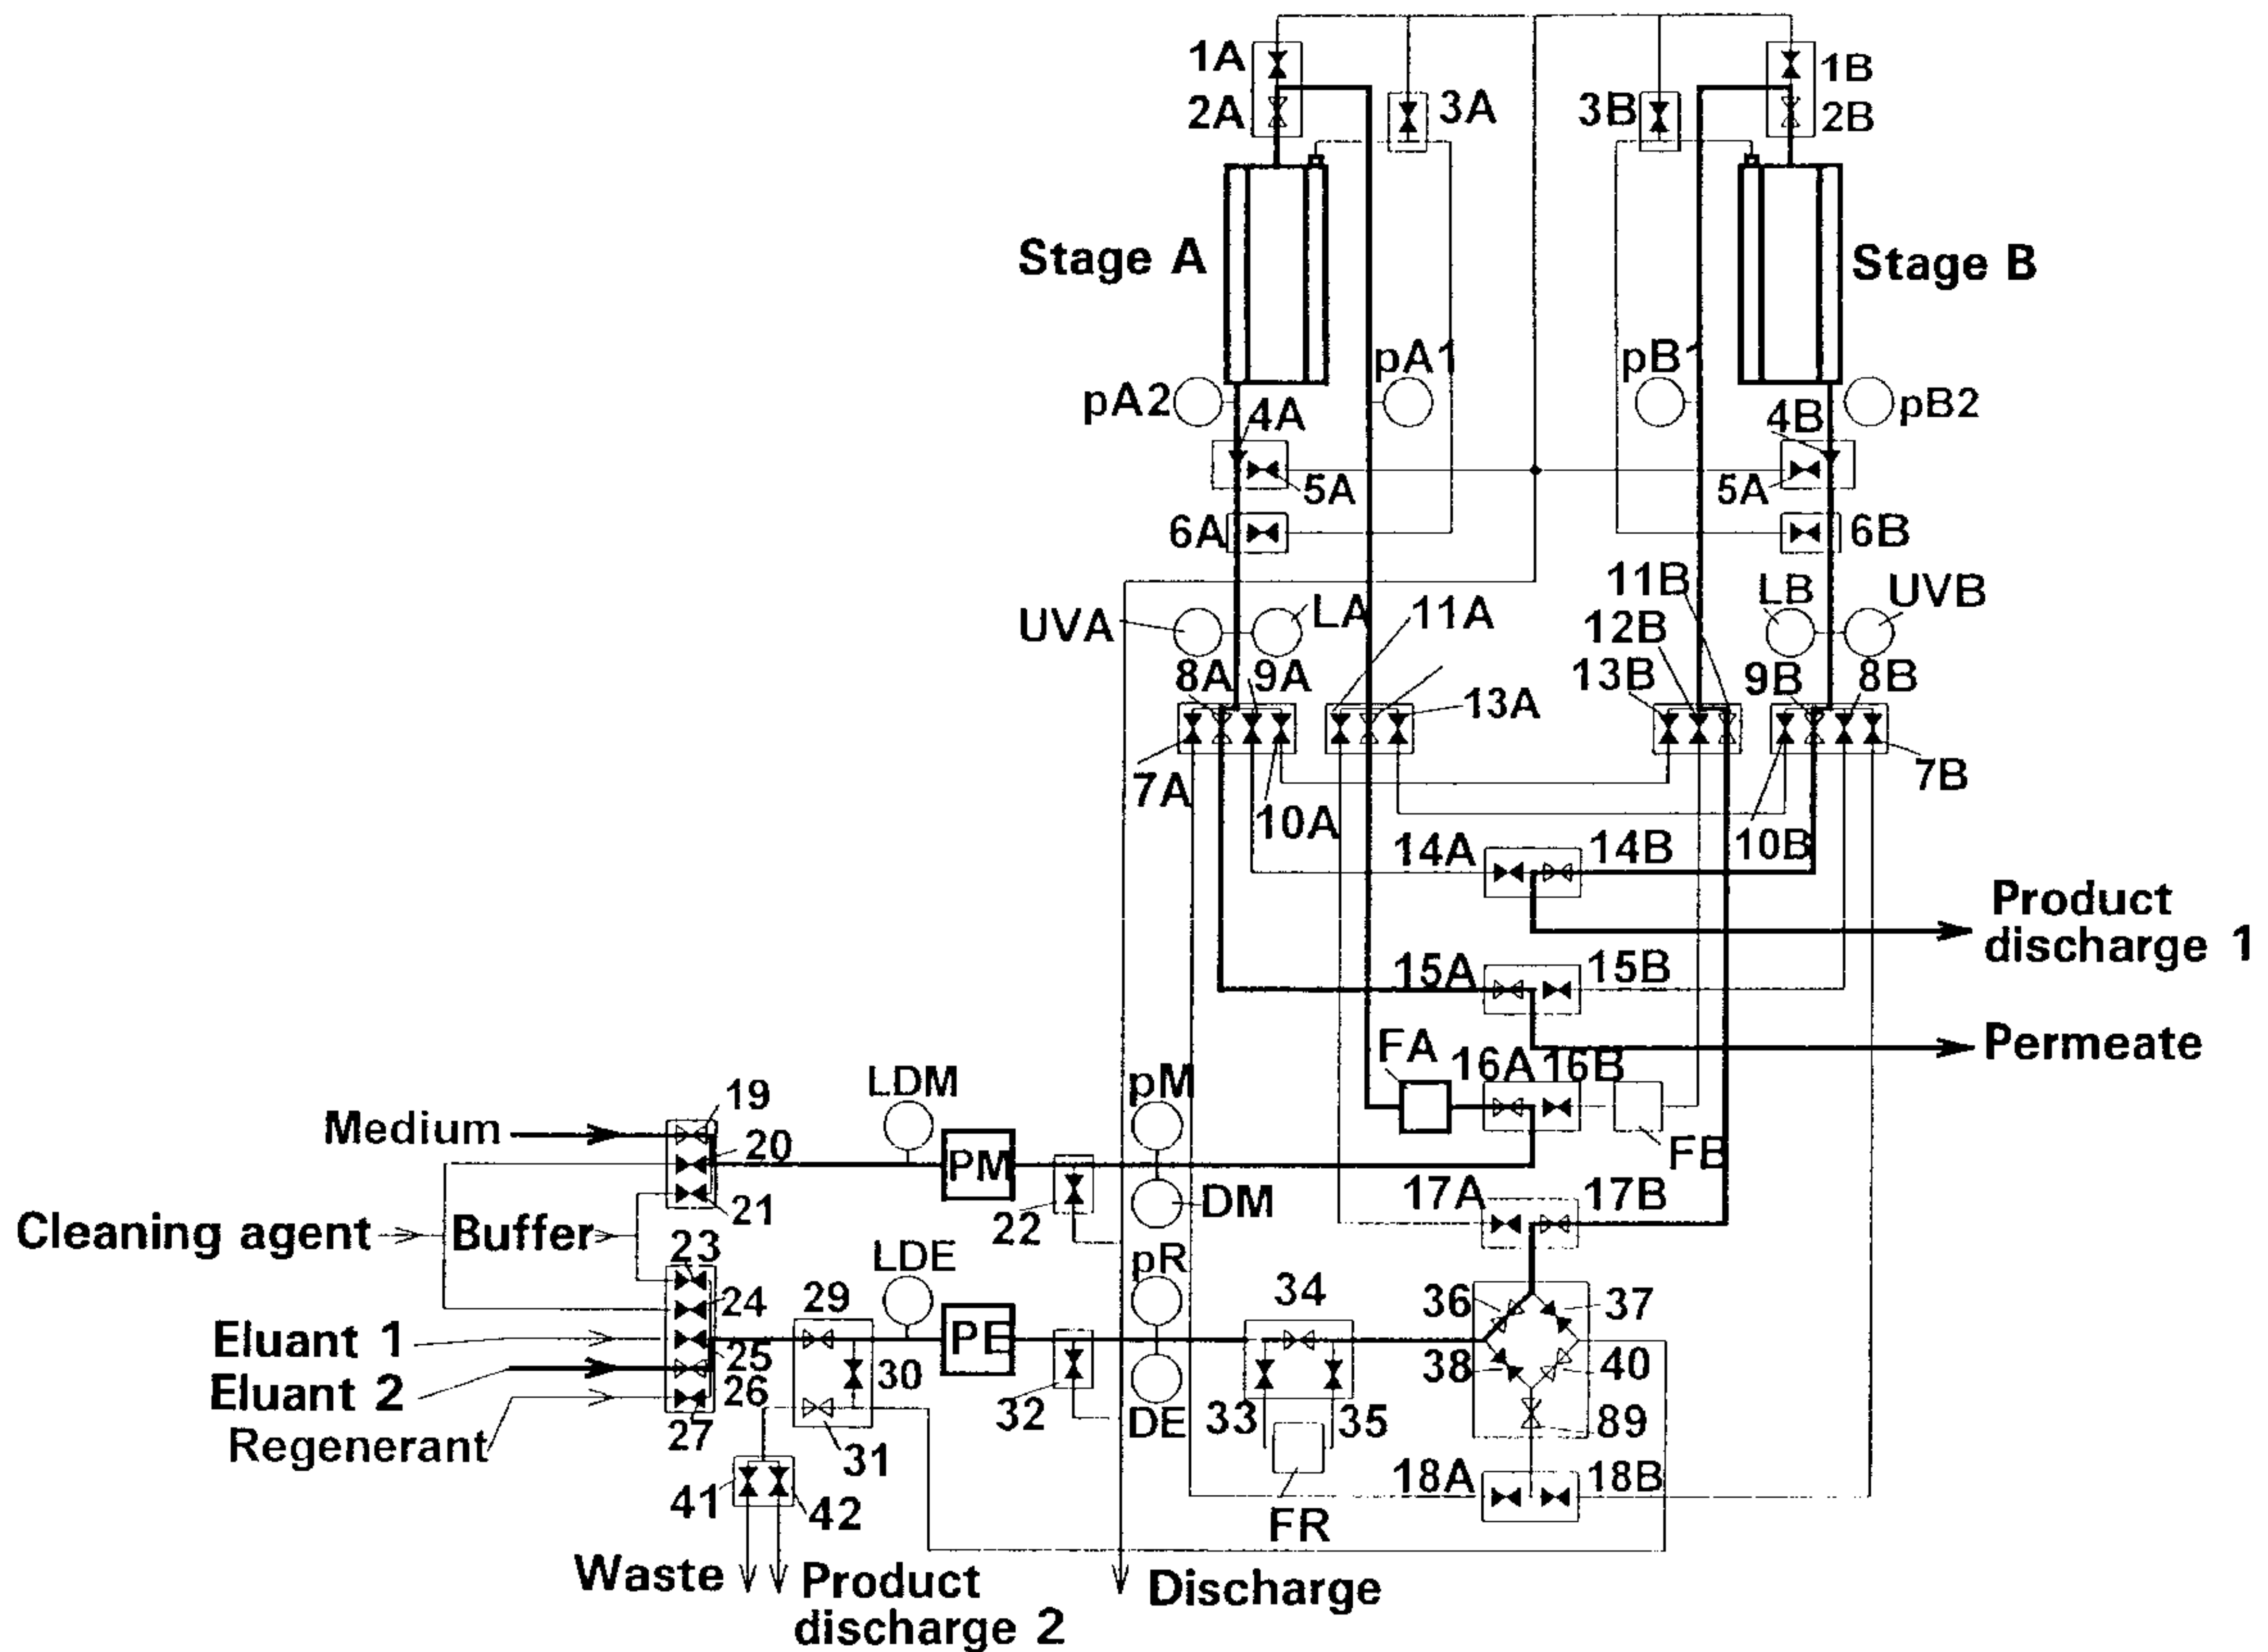 1A
1B
2A
3A
3B
2B
Stage A
Stage B
pA1
pB1
pA2
4A
4B
pB2
5A
5A
6A
6B
11B
LB
UVB
UVA
LA
11A
12B
8A
9A
13A
13B
9B
8B
7A
7B
10A
10B
14A
14B
Product
discharge 1
15A
15B
Permeate
FA
16A
16B
LDM
pM
19
Medium
20
PM
FB
17A
17B
21
22
DM
Cleaning agent
Buffer
23
LDE
pR
24
29
34
36
37
Eluant 1
25
PE
30
38
40
Eluant 2
26
Regenerant
27
31
32
DE
33
35
89
41
42
FR
18A
18B
Waste
Product
discharge 2
Discharge